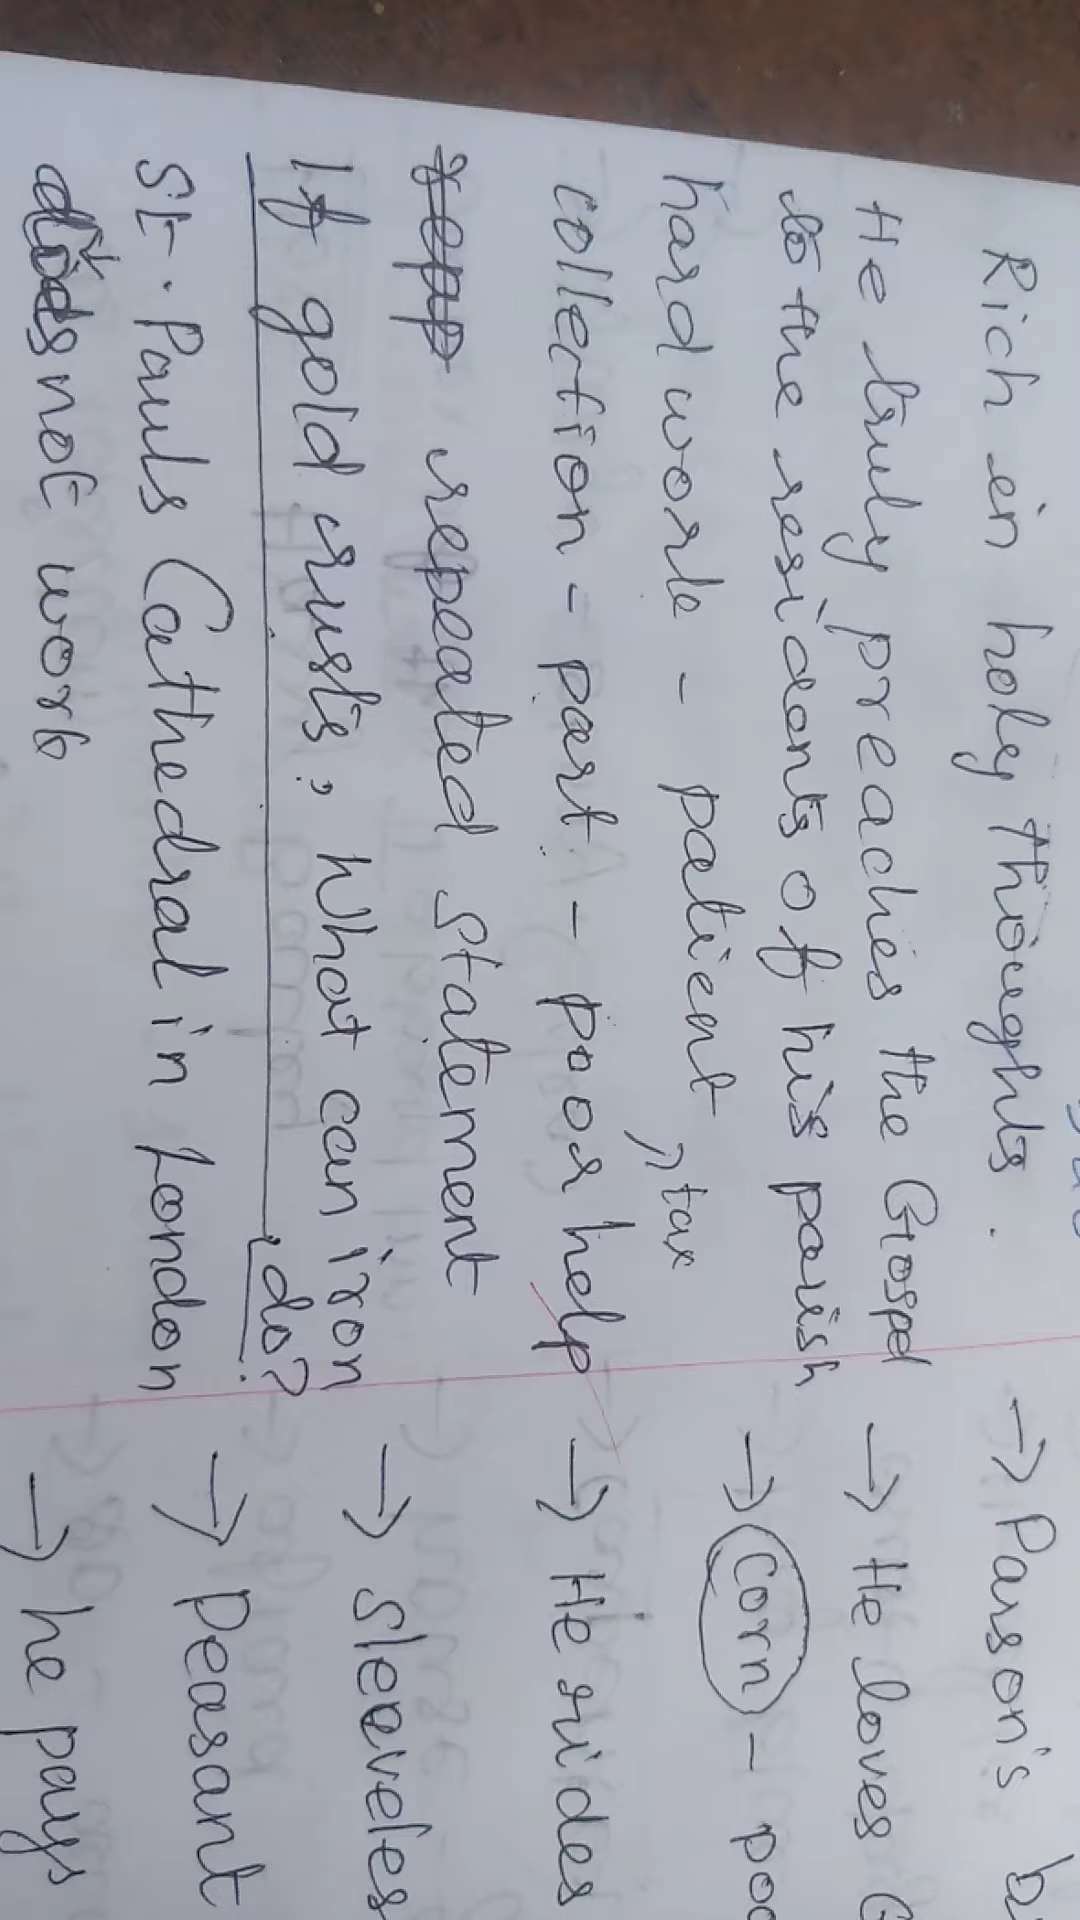 Rich in holy thoughts.
He truly preaches the Gospel
to the residents of his parish
hard work - patient
tax
collection - part - poor help
repeated statement
If gold rusts, what can iron
do?
St. Pauls Cathedral in London
does not work
→ Parson's
→ He loves
→ Corn -
→ He rides
→ Sleeveles
→ Peasant
→ he pays